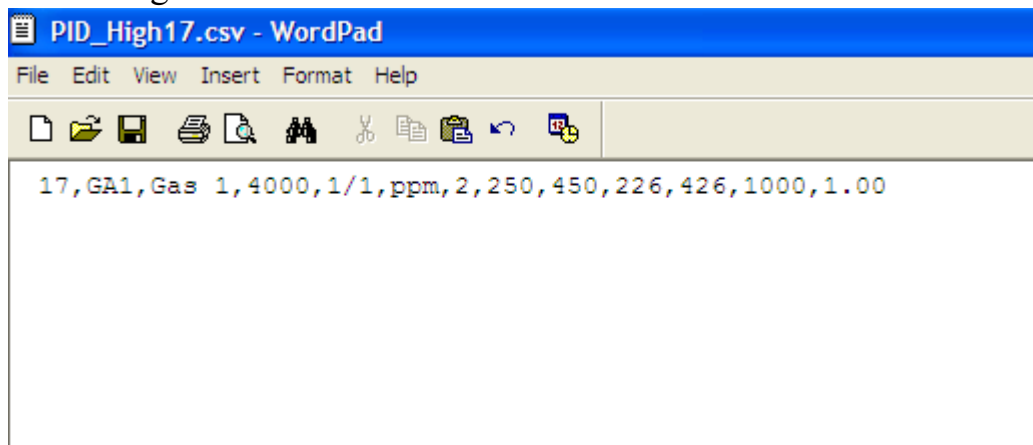 PID_High17.csv - WordPad
File Edit View Insert Format Help
17,GA1,Gas 1,4000,1/1,ppm,2,250,450,226,426,1000,1.00